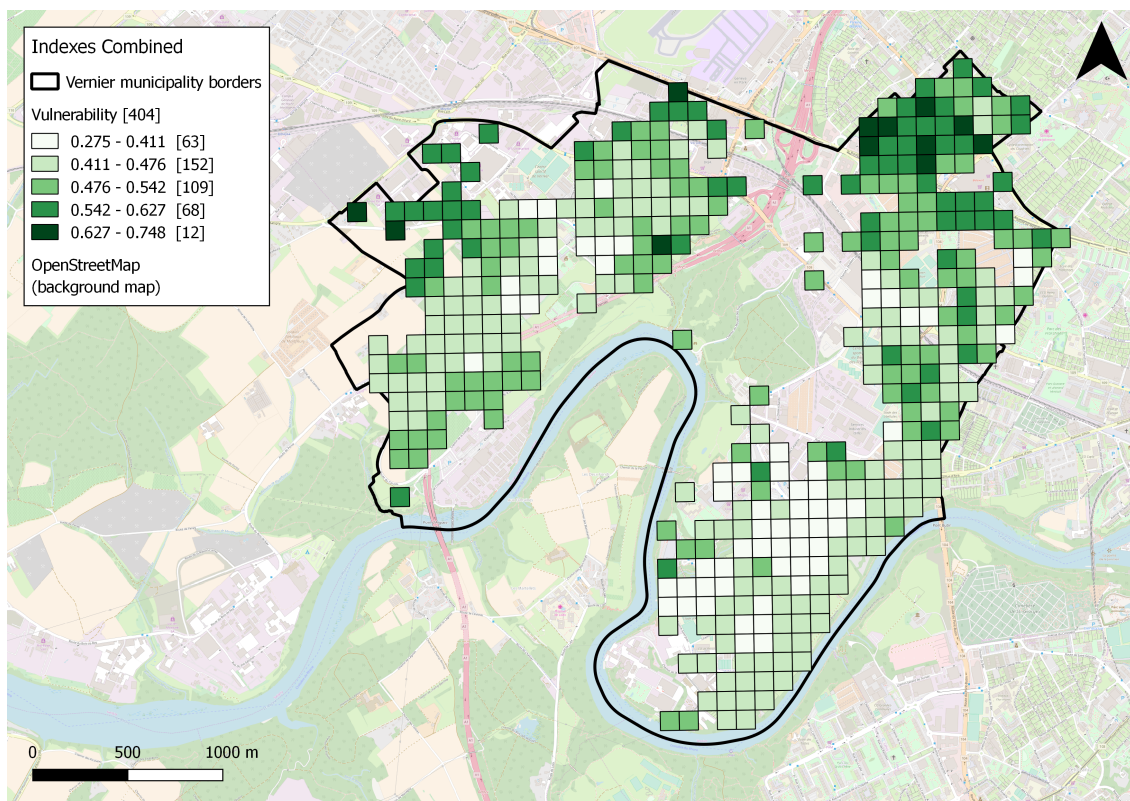 Indexes Combined
Vernier municipality borders
Vulnerability [404]
0.275 - 0.411 [63]
0.411 - 0.476 [152]
0.476 - 0.542 [109]
0.542 - 0.627 [68]
0.627 - 0.748 [12]
OpenStreetMap
(background map)
0 500 1000 m